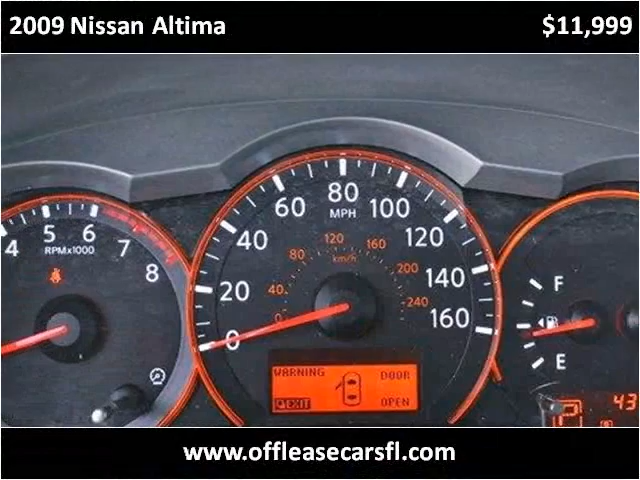 2009 Nissan Altima $11,999
4 5 6 7 8
RPMx1000
0 20 40 60 80 100 120 140 160
MPH
0 40 80 120 160 200 240
km/h
F
E
WARNING DOOR
EXIT OPEN
P 43
www.offleasecarsfl.com